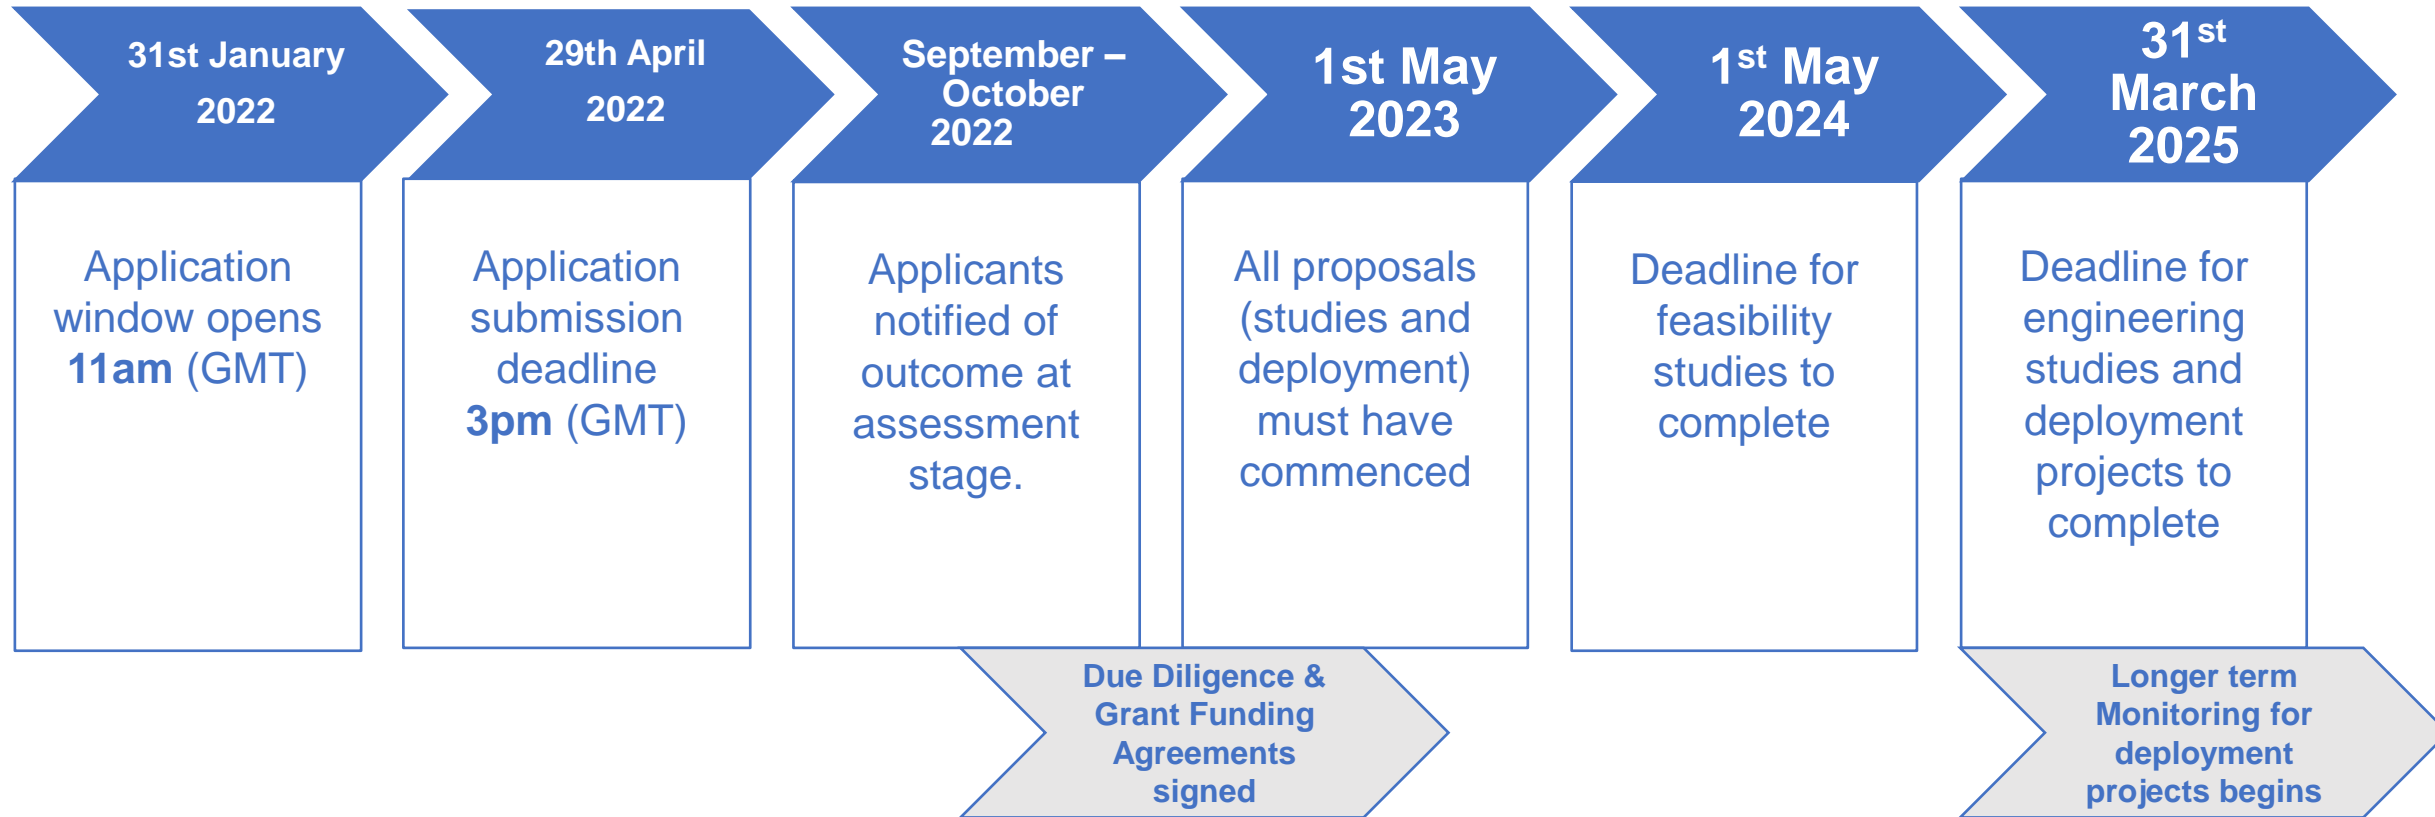 31st January
2022
29th April
2022
September –
October
2022
1st May
2023
1st May
2024
31st
March
2025
Application
window opens
11am (GMT)
Application
submission
deadline
3pm (GMT)
Applicants
notified of
outcome at
assessment
stage.
All proposals
(studies and
deployment)
must have
commenced
Deadline for
feasibility
studies to
complete
Deadline for
engineering
studies and
deployment
projects to
complete
Due Diligence &
Grant Funding
Agreements
signed
Longer term
Monitoring for
deployment
projects begins